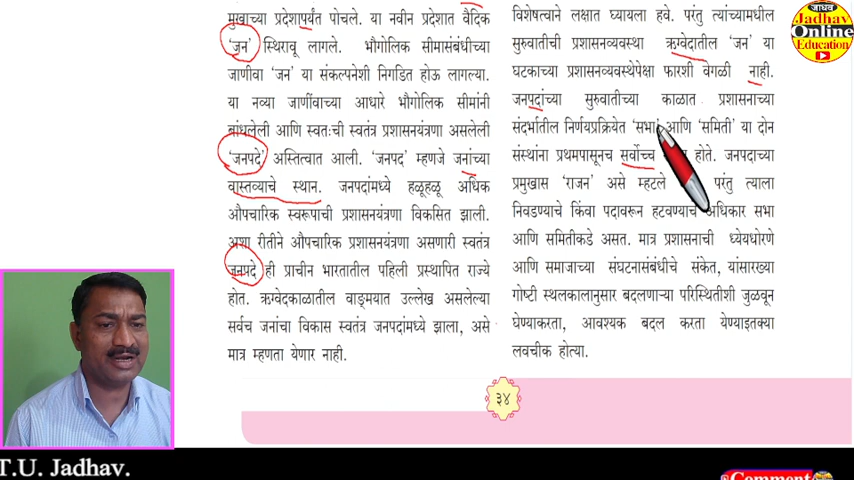 मुखाच्या प्रदेशापर्यंत पोचले. या नवीन प्रदेशात वैदिक
'जन' स्थिरावू लागले. भौगोलिक सीमासंबंधीच्या
जाणीवा 'जन' या संकल्पनेशी निगडित होऊ लागल्या.
या नव्या जाणींवाच्या आधारे भौगोलिक सीमांनी
बांधलेली आणि स्वतःची स्वतंत्र प्रशासनयंत्रणा असलेली
'जनपदे' अस्तित्वात आली. 'जनपद' म्हणजे जनांच्या
वास्तव्याचे स्थान. जनपदांमध्ये हळूहळू अधिक
औपचारिक स्वरूपाची प्रशासनयंत्रणा विकसित झाली.
अशा रीतीने औपचारिक प्रशासनयंत्रणा असणारी स्वतंत्र
जनपदे ही प्राचीन भारतातील पहिली प्रस्थापित राज्ये
होत. ऋग्वेदकाळातील वाङ्मयात उल्लेख असलेल्या
सर्वच जनांचा विकास स्वतंत्र जनपदांमध्ये झाला, असे
मात्र म्हणता येणार नाही.
विशेषत्वाने लक्षात घ्यायला हवे. परंतु त्यांच्यामधील
सुरुवातीची प्रशासनव्यवस्था ऋग्वेदातील 'जन' या
घटकाच्या प्रशासनव्यवस्थेपेक्षा फारशी वेगळी नाही.
जनपदांच्या सुरुवातीच्या काळात प्रशासनाच्या
संदर्भातील निर्णयप्रक्रियेत 'सभा' आणि 'समिती' या दोन
संस्थांना प्रथमपासूनच सर्वोच्च होते. जनपदाच्या
प्रमुखास 'राजन' असे म्हटले परंतु त्याला
निवडण्याचे किंवा पदावरून हटवण्याचे अधिकार सभा
आणि समितीकडे असत. मात्र प्रशासनाची ध्येयधोरणे
आणि समाजाच्या संघटनासंबंधीचे संकेत, यांसारख्या
गोष्टी स्थलकालानुसार बदलणाऱ्या परिस्थितीशी जुळवून
घेण्याकरता, आवश्यक बदल करता येण्याइतक्या
लवचीक होत्या.
३४
जाधव
Jadhav
Online
Education
T.U. Jadhav.
Comment